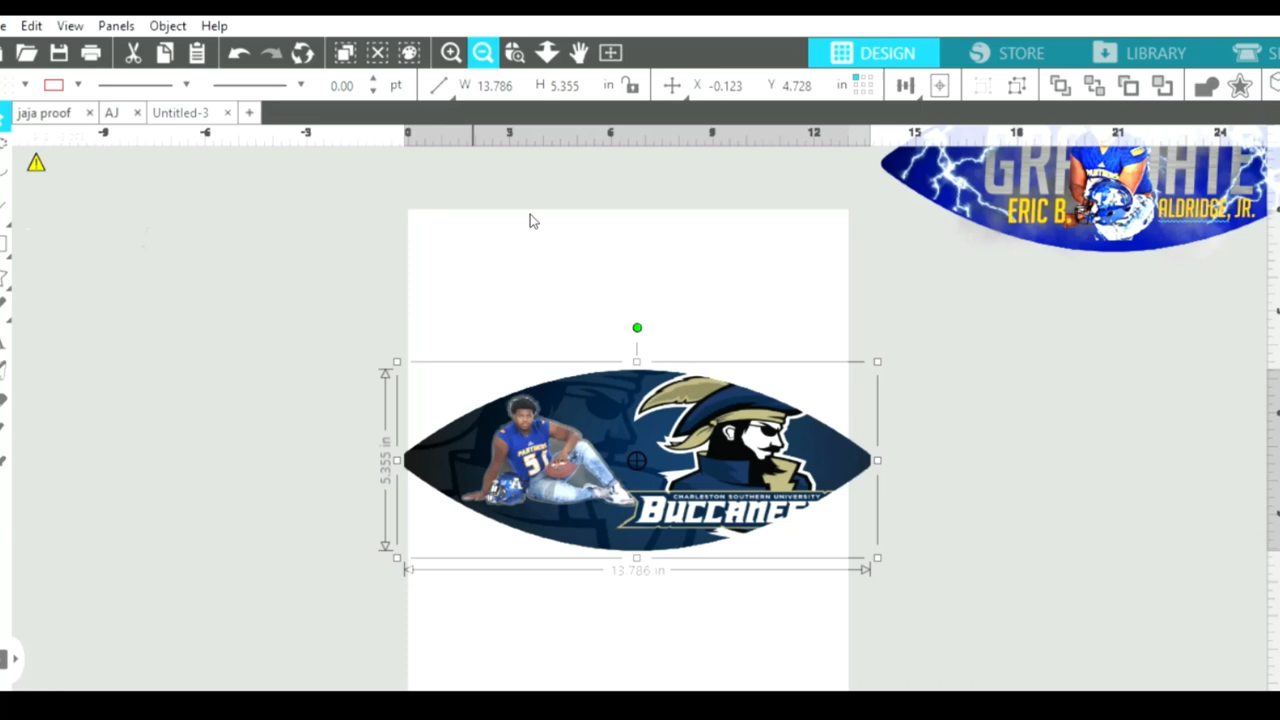 Edit View Panels Object Help
DESIGN STORE LIBRARY
0.00 pt W 13.786 H 5.355 in X -0.123 Y 4.728 in
jaja proof AJ Untitled-3
-9 -6 -3 0 3 6 9 12 15 18 21 24
ERIC B. ALDRIDGE, JR.
PANTHERS
PANTHERS
5.355 in
CHARLESTON SOUTHERN UNIVERSITY
13.786 in